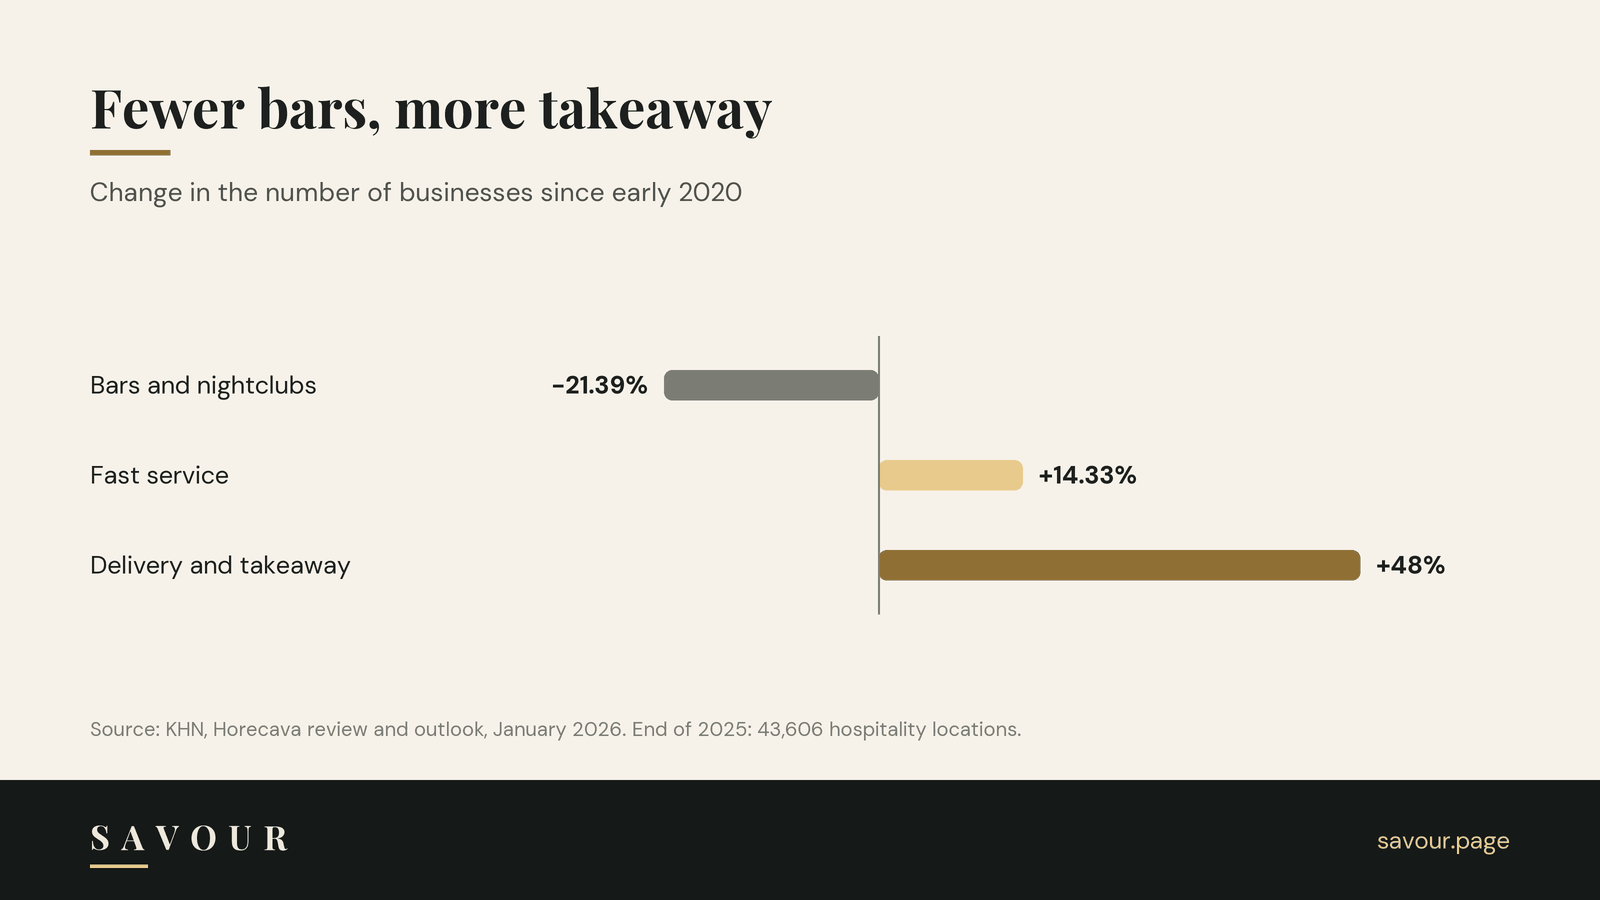 Fewer bars, more takeaway
Change in the number of businesses since early 2020
Bars and nightclubs
-21.39%
Fast service
+14.33%
Delivery and takeaway
+48%
Source: KHN, Horecava review and outlook, January 2026. End of 2025: 43,606 hospitality locations.
SAVOUR
savour.page